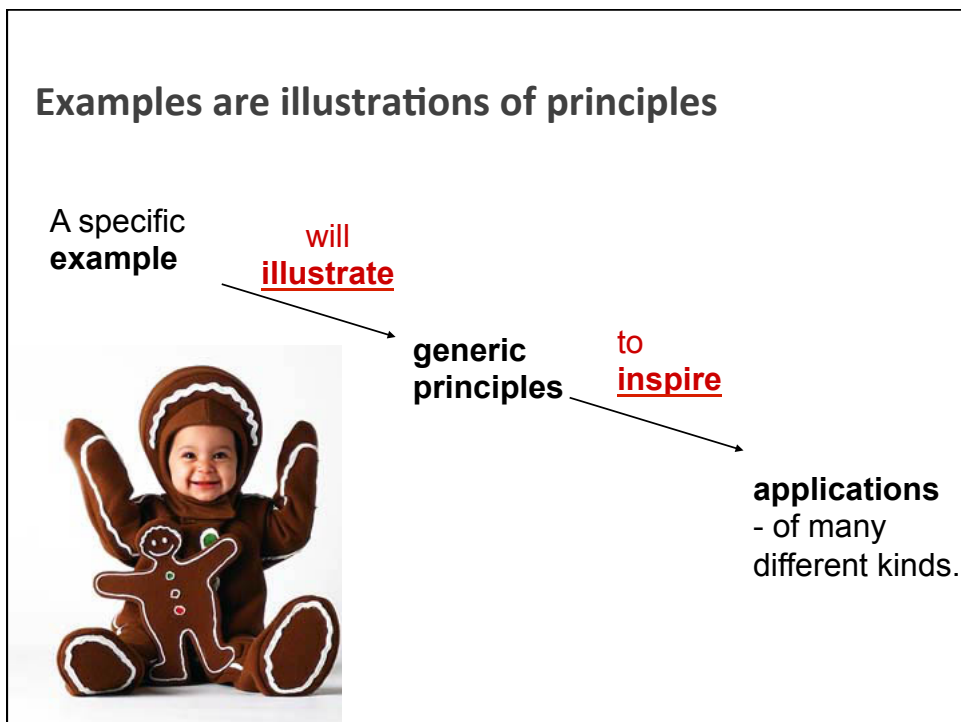 Examples are illustrations of principles
A specific
example
will
illustrate
generic
principles
to
inspire
applications
- of many
different kinds.